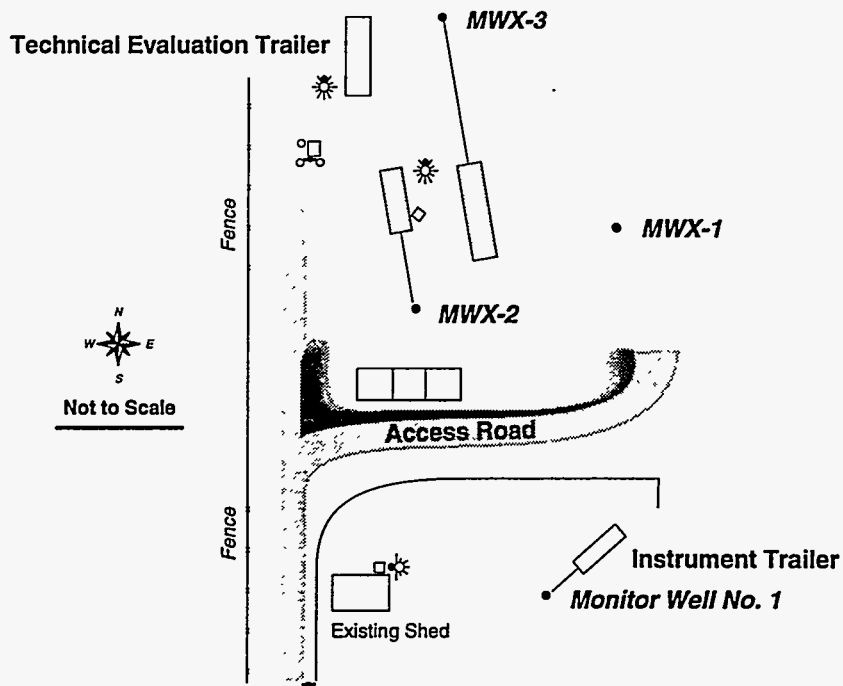 MWX-3
Technical Evaluation Trailer
Fence
MWX-1
MWX-2
N
W E
S
Not to Scale
Access Road
Fence
Instrument Trailer
Monitor Well No. 1
Existing Shed